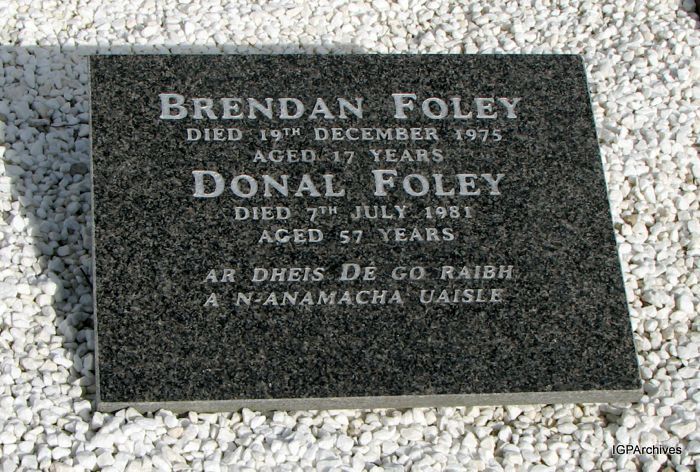 BRENDAN FOLEY
DIED 19TH DECEMBER 1975
AGED 17 YEARS
DONAL FOLEY
DIED 7TH JULY 1981
AGED 57 YEARS
AR DHEIS DE GO RAIBH
A N-ANAMACHA UAISLE
IGPArchives